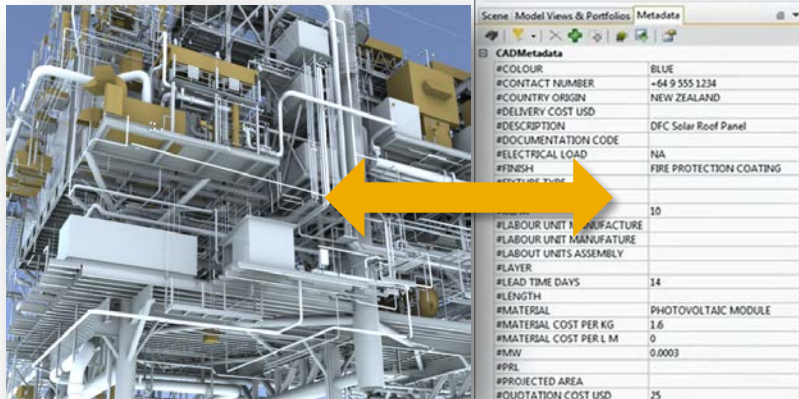 Scene Model Views & Portfolios Metadata
CADMetadata
#COLOUR BLUE
#CONTACT NUMBER +64 9 555 1234
#COUNTRY ORIGIN NEW ZEALAND
#DELIVERY COST USD
#DESCRIPTION DFC Solar Roof Panel
#DOCUMENTATION CODE
#ELECTRICAL LOAD NA
#FINISH FIRE PROTECTION COATING
10
#LABOUR UNIT MANUFACTURE
#LABOUR UNIT MANUFATURE
#LABOUT UNITS ASSEMBLY
#LAYER
#LEAD TIME DAYS 14
#LENGTH
#MATERIAL PHOTOVOLTAIC MODULE
#MATERIAL COST PER KG 1.6
#MATERIAL COST PER L M 0
#MW 0.0003
#PRL
#PROJECTED AREA
#QUOTATION COST USD 25